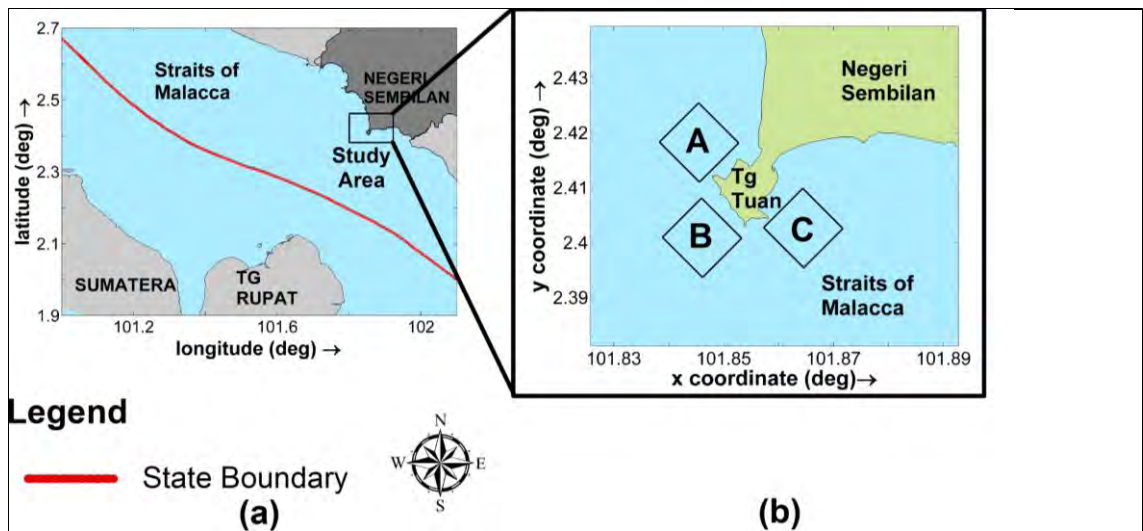 2.7
2.5
2.3
2.1
1.9
latitude (deg) →
Straits of
Malacca
NEGERI
SEMBILAN
Study
Area
SUMATERA
TG
RUPAT
101.2
101.6
102
longitude (deg) →
2.43
2.42
2.41
2.4
2.39
y coordinate (deg) →
Negeri
Sembilan
A
Tg
Tuan
B
C
Straits of
Malacca
101.83
101.85
101.87
101.89
x coordinate (deg)→
Legend
State Boundary
N
W
E
S
(a)
(b)